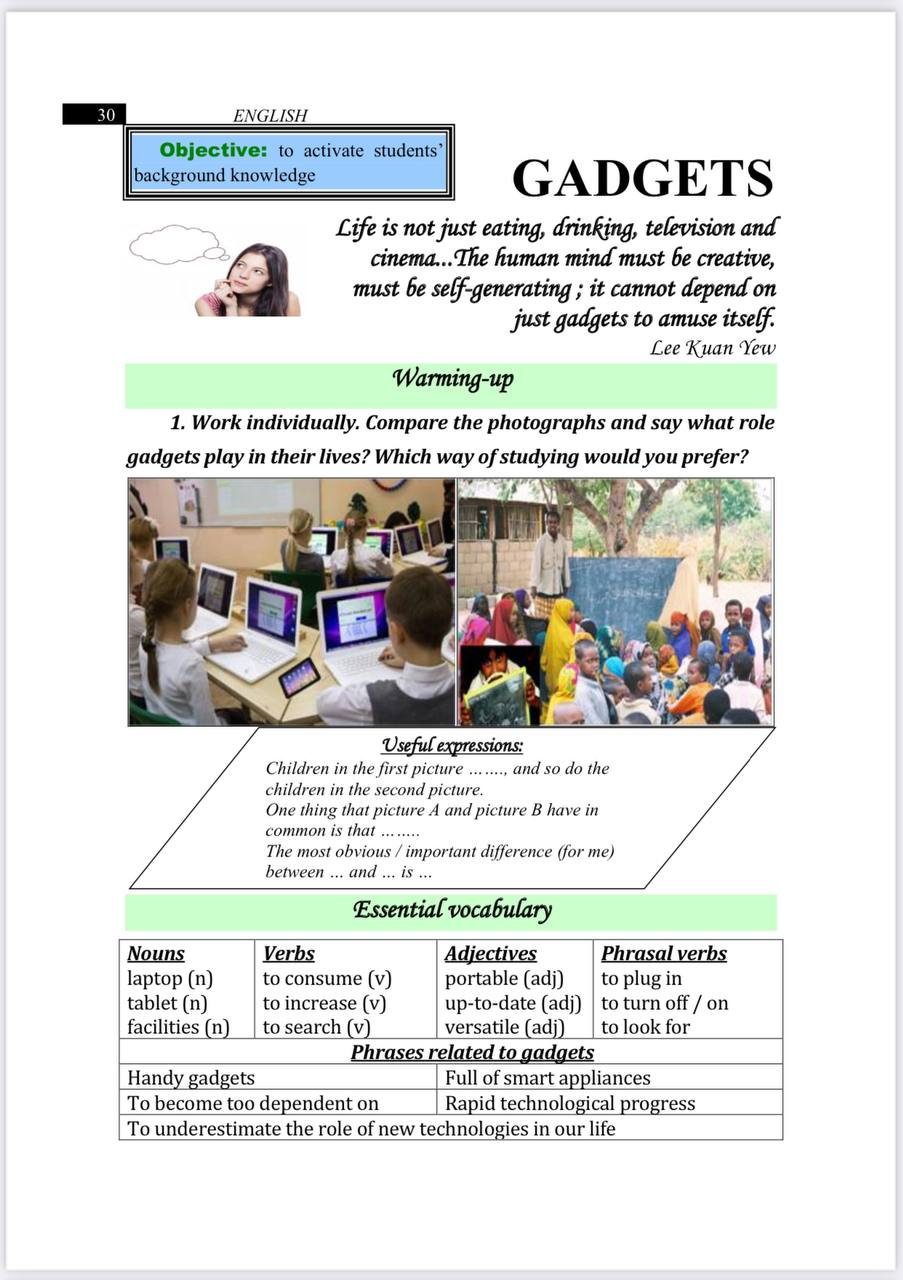 30
ENGLISH
Objective: to activate students’
background knowledge
GADGETS
Life is not just eating, drinking, television and
cinema...The human mind must be creative,
must be self-generating ; it cannot depend on
just gadgets to amuse itself.
Lee Kuan Yew
Warming-up
1. Work individually. Compare the photographs and say what role
gadgets play in their lives? Which way of studying would you prefer?
Useful expressions:
Children in the first picture ……., and so do the
children in the second picture.
One thing that picture A and picture B have in
common is that ……..
The most obvious / important difference (for me)
between … and … is …
Essential vocabulary
Nouns
laptop (n)
tablet (n)
facilities (n)
Verbs
to consume (v)
to increase (v)
to search (v)
Adjectives
portable (adj)
up-to-date (adj)
versatile (adj)
Phrasal verbs
to plug in
to turn off / on
to look for
Phrases related to gadgets
Handy gadgets
Full of smart appliances
To become too dependent on
Rapid technological progress
To underestimate the role of new technologies in our life